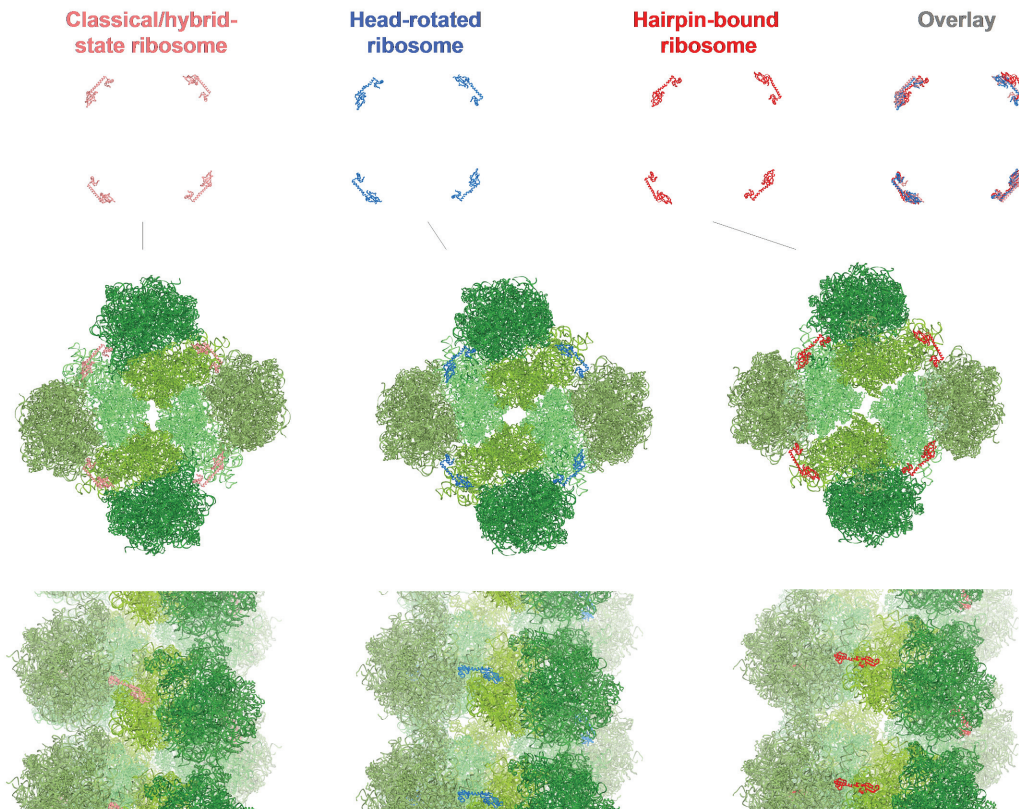 Classical/hybrid-
state ribosome
Head-rotated
ribosome
Hairpin-bound
ribosome
Overlay